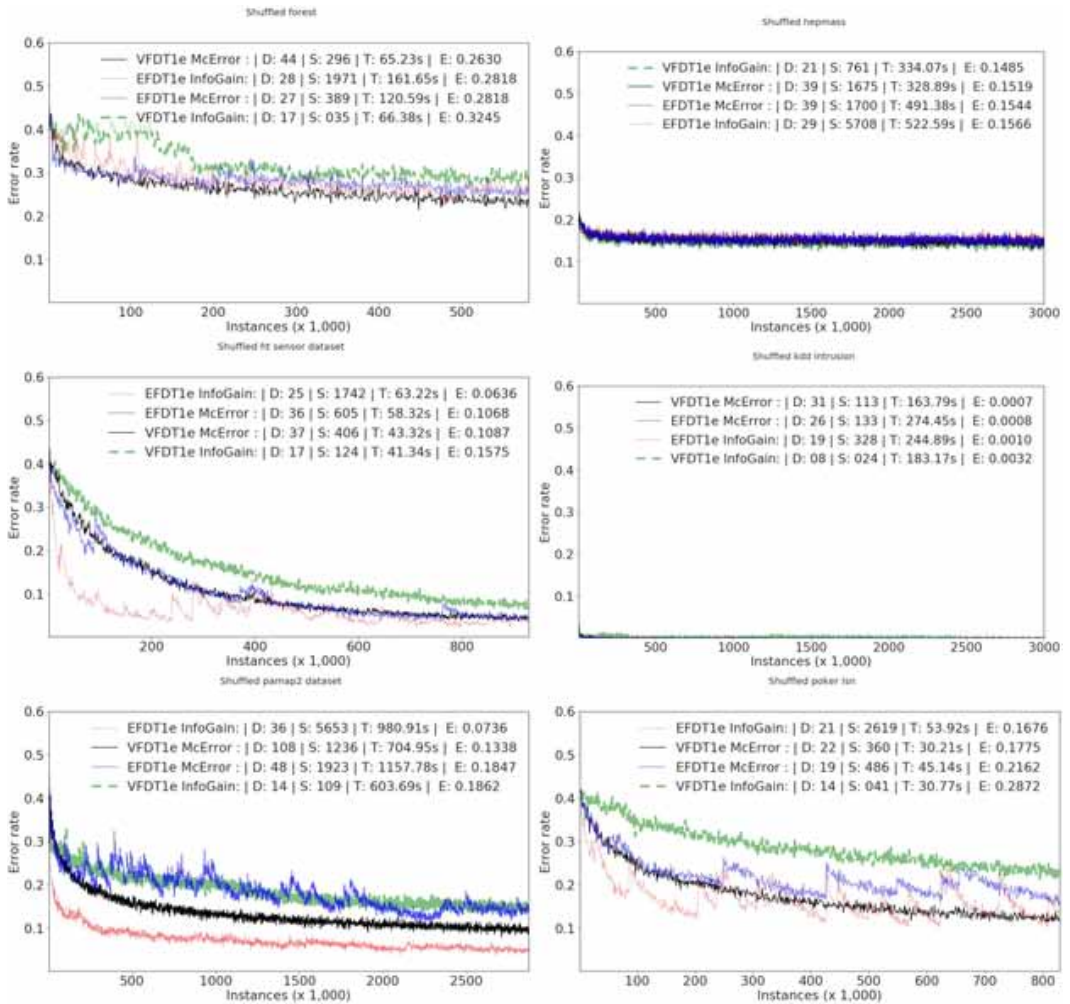 Shuffled forest
0.6
0.5
0.4
0.3
0.2
0.1
Error rate
VFDT1e McError : | D: 44 | S: 296 | T: 65.23s | E: 0.2630
EFDT1e InfoGain: | D: 28 | S: 1971 | T: 161.65s | E: 0.2818
EFDT1e McError : | D: 27 | S: 389 | T: 120.59s | E: 0.2818
VFDT1e InfoGain: | D: 17 | S: 035 | T: 66.38s | E: 0.3245
100 200 300 400 500
Instances (x 1,000)
Shuffled hepmass
0.6
0.5
0.4
0.3
0.2
0.1
Error rate
VFDT1e InfoGain: | D: 21 | S: 761 | T: 334.07s | E: 0.1485
VFDT1e McError : | D: 39 | S: 1675 | T: 328.89s | E: 0.1519
EFDT1e McError : | D: 39 | S: 1700 | T: 491.38s | E: 0.1544
EFDT1e InfoGain: | D: 29 | S: 5708 | T: 522.59s | E: 0.1566
500 1000 1500 2000 2500 3000
Instances (x 1,000)
Shuffled ht sensor dataset
0.6
0.5
0.4
0.3
0.2
0.1
Error rate
EFDT1e InfoGain: | D: 25 | S: 1742 | T: 63.22s | E: 0.0636
EFDT1e McError : | D: 36 | S: 605 | T: 58.32s | E: 0.1068
VFDT1e McError : | D: 37 | S: 406 | T: 43.32s | E: 0.1087
VFDT1e InfoGain: | D: 17 | S: 124 | T: 41.34s | E: 0.1575
200 400 600 800
Instances (x 1,000)
Shuffled kdd intrusion
0.6
0.5
0.4
0.3
0.2
0.1
Error rate
VFDT1e McError : | D: 31 | S: 113 | T: 163.79s | E: 0.0007
EFDT1e McError : | D: 26 | S: 133 | T: 274.45s | E: 0.0008
EFDT1e InfoGain: | D: 19 | S: 328 | T: 244.89s | E: 0.0010
VFDT1e InfoGain: | D: 08 | S: 024 | T: 183.17s | E: 0.0032
500 1000 1500 2000 2500 3000
Instances (x 1,000)
Shuffled pamap2 dataset
0.6
0.5
0.4
0.3
0.2
0.1
Error rate
EFDT1e InfoGain: | D: 36 | S: 5653 | T: 980.91s | E: 0.0736
VFDT1e McError : | D: 108 | S: 1236 | T: 704.95s | E: 0.1338
EFDT1e McError : | D: 48 | S: 1923 | T: 1157.78s | E: 0.1847
VFDT1e InfoGain: | D: 14 | S: 109 | T: 603.69s | E: 0.1862
500 1000 1500 2000 2500
Instances (x 1,000)
Shuffled poker lsn
0.6
0.5
0.4
0.3
0.2
0.1
Error rate
EFDT1e InfoGain: | D: 21 | S: 2619 | T: 53.92s | E: 0.1676
VFDT1e McError : | D: 22 | S: 360 | T: 30.21s | E: 0.1775
EFDT1e McError : | D: 19 | S: 486 | T: 45.14s | E: 0.2162
VFDT1e InfoGain: | D: 14 | S: 041 | T: 30.77s | E: 0.2872
100 200 300 400 500 600 700 800
Instances (x 1,000)